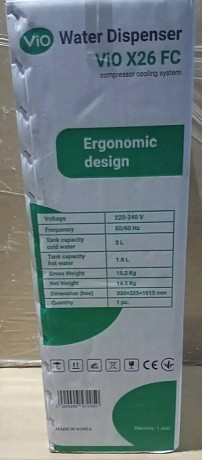 ViO Water Dispenser
ViO X26 FC
compressor cooling system
Ergonomic
design
Voltage 220-240 V
Frequency 50/60 Hz
Tank capacity
cold water 3 L
Tank capacity
hot water 1.8 L
Gross Weight 15.2 Kg
Net Weight 14.3 Kg
Dimension (box)
Quantity 1 pc.
CE
MADE IN KOREA Warranty: 1 year